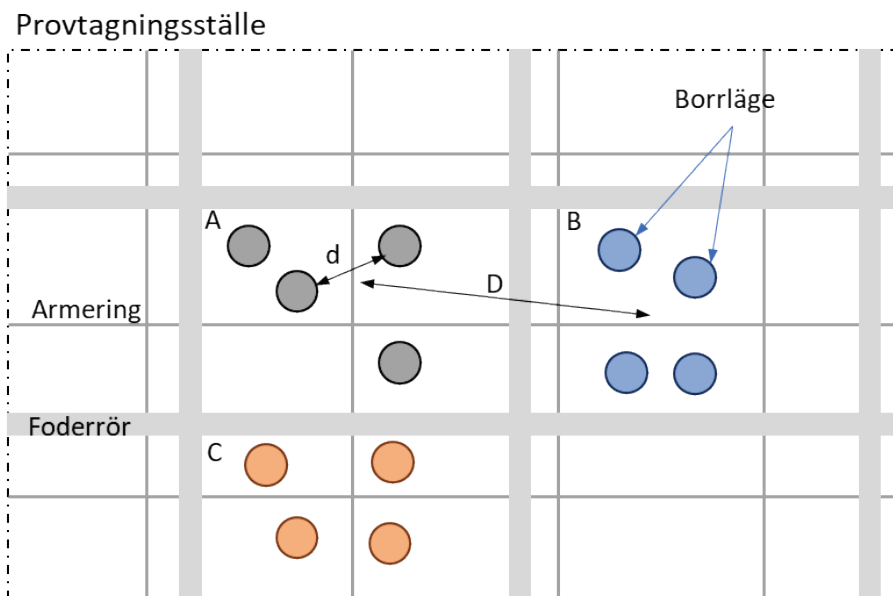 Provtagningsställe
Borrläge
A
B
d
D
Armering
Foderrör
C